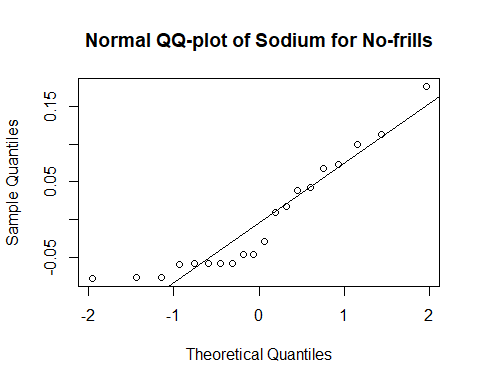 Normal QQ-plot of Sodium for No-frills
Sample Quantiles
0.15
0.05
-0.05
-2
-1
0
1
2
Theoretical Quantiles